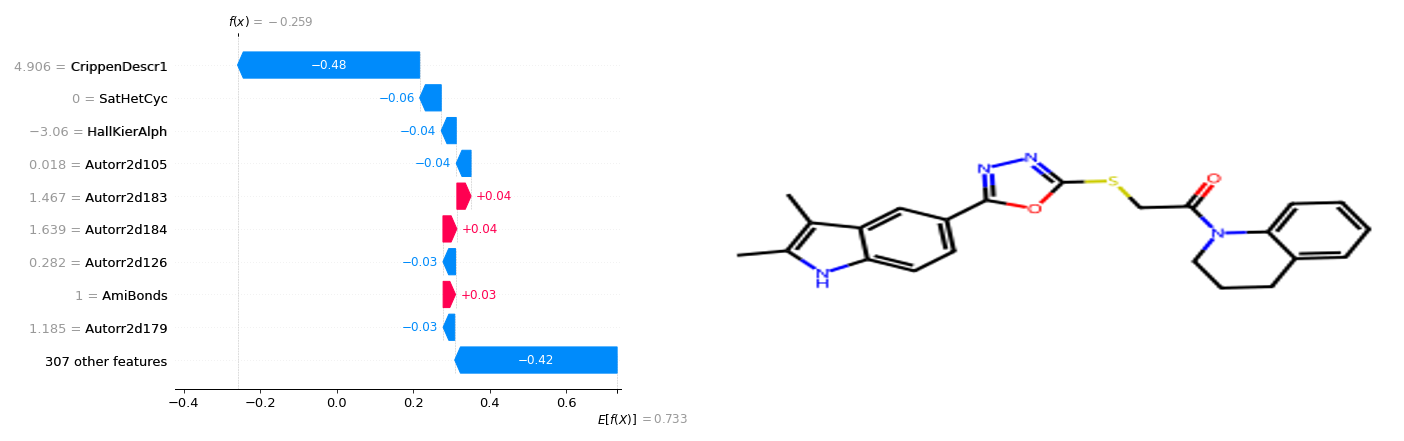 f(x) = −0.259
4.906 = CrippenDescr1
−0.48
0 = SatHetCyc
−0.06
−3.06 = HallKierAlph
−0.04
0.018 = Autorr2d105
−0.04
1.467 = Autorr2d183
+0.04
1.639 = Autorr2d184
+0.04
0.282 = Autorr2d126
−0.03
1 = AmiBonds
+0.03
1.185 = Autorr2d179
−0.03
307 other features
−0.42
−0.4 −0.2 0.0 0.2 0.4 0.6
E[f(X)] = 0.733
N N
S
O
O
N
N
H